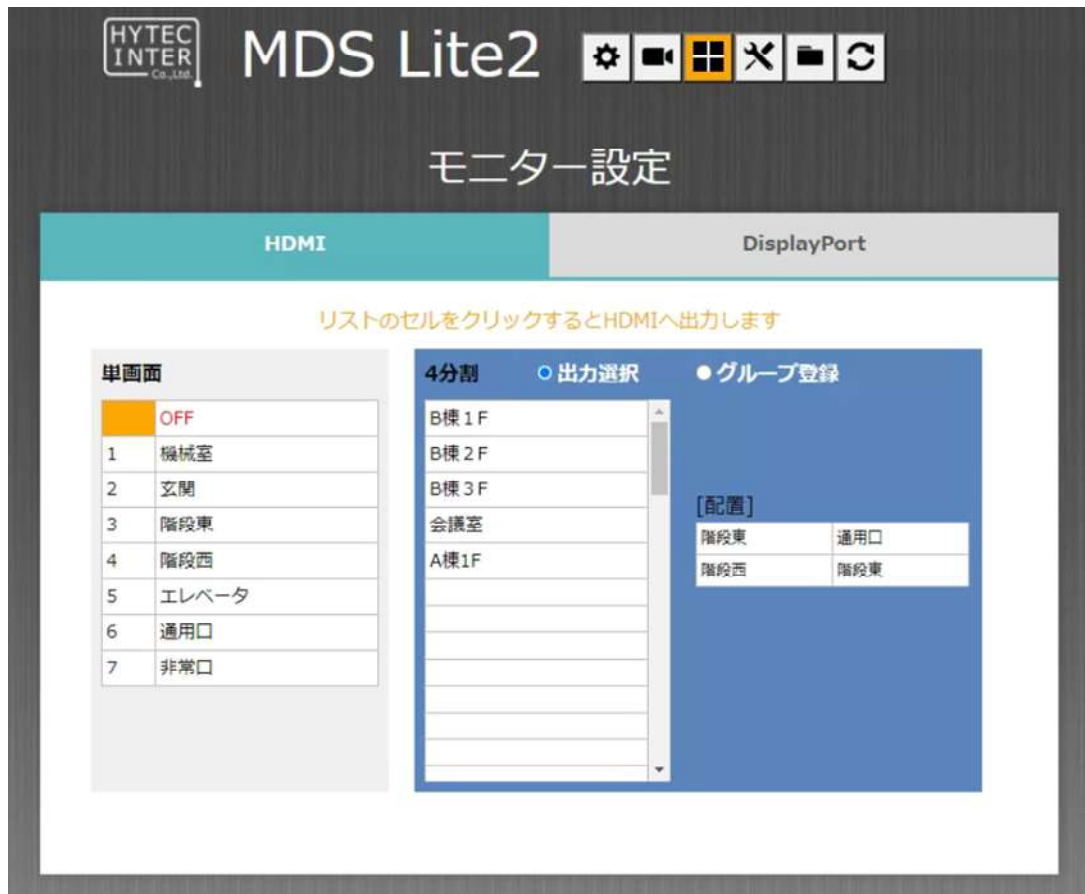 HYTEC
INTER
Co.,Ltd.
MDS Lite2
モニター設定
HDMI
DisplayPort
リストのセルをクリックするとHDMIへ出力します
単画面
OFF
1 機械室
2 玄関
3 階段東
4 階段西
5 エレベータ
6 通用口
7 非常口
4分割 出力選択 グループ登録
B棟1F
B棟2F
B棟3F
会議室
A棟1F
[配置]
階段東 通用口
階段西 階段東